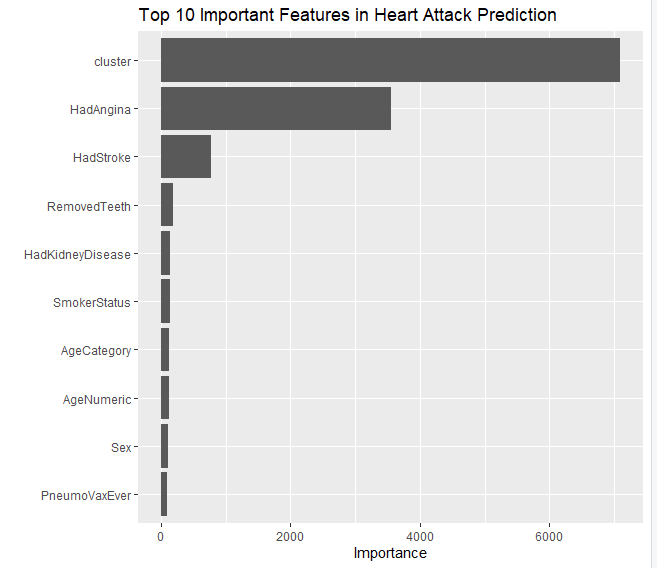 Top 10 Important Features in Heart Attack Prediction
cluster
HadAngina
HadStroke
RemovedTeeth
HadKidneyDisease
SmokerStatus
AgeCategory
AgeNumeric
Sex
PneumoVaxEver
0 2000 4000 6000
Importance